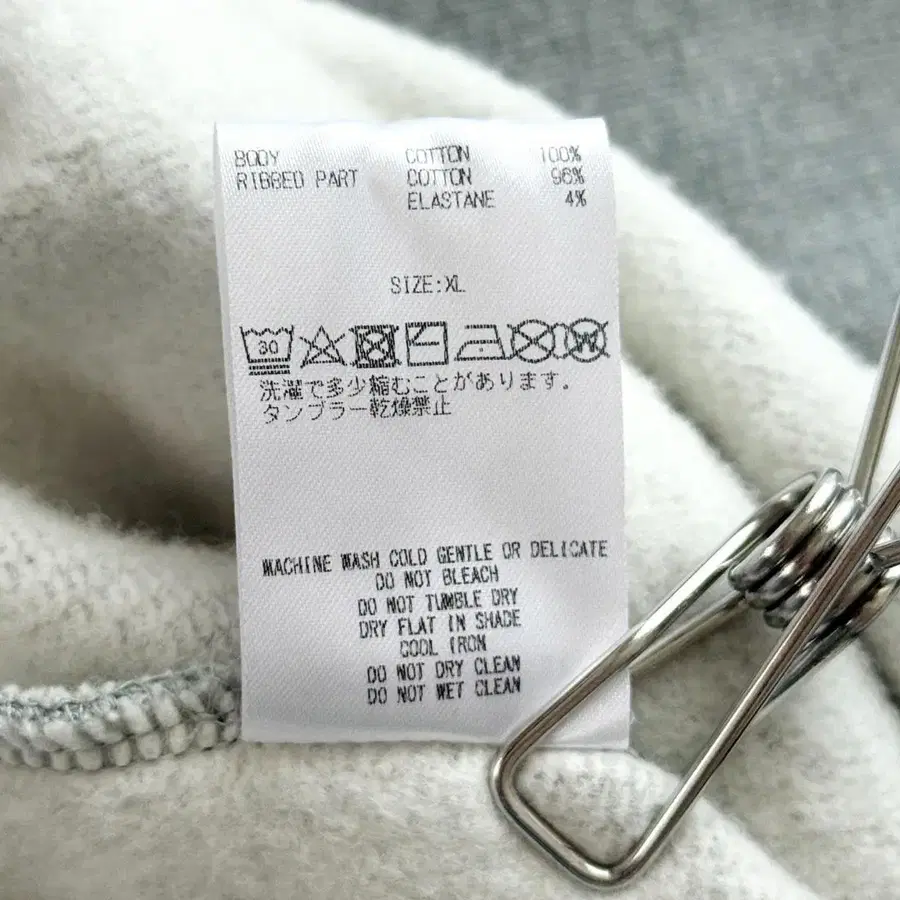 BODY COTTON 100%
RIBBED PART COTTON 96%
ELASTANE 4%
SIZE:XL
30 W
洗濯で多少縮むことがあります。
タンブラー乾燥禁止
MACHINE WASH COLD GENTLE OR DELICATE
DO NOT BLEACH
DO NOT TUMBLE DRY
DRY FLAT IN SHADE
COOL IRON
DO NOT DRY CLEAN
DO NOT WET CLEAN